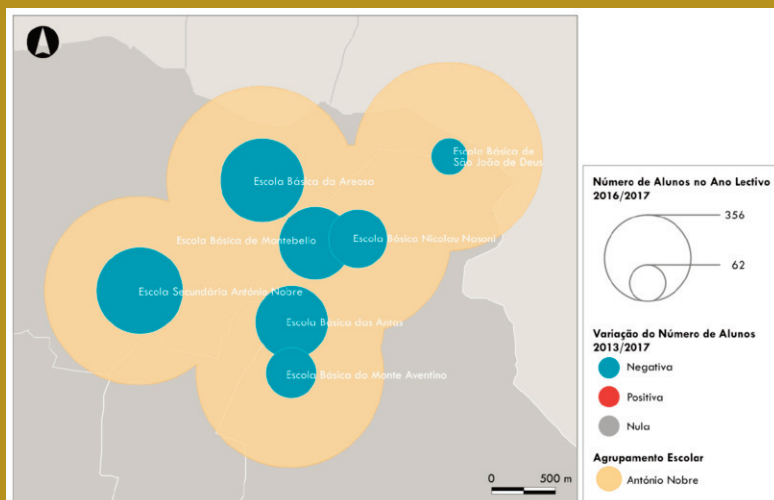 Escola Básica de
São João de Deus
Escola Básica da Areosa
Escola Básica de Montebello
Escola Básica Nicolau Nasoni
Escola Secundária António Nobre
Escola Básica das Antas
Escola Básica do Monte Aventino
0 500 m
Número de Alunos no Ano Lectivo
2016/2017
356
62
Variação do Número de Alunos
2013/2017
Negativa
Positiva
Nula
Agrupamento Escolar
António Nobre